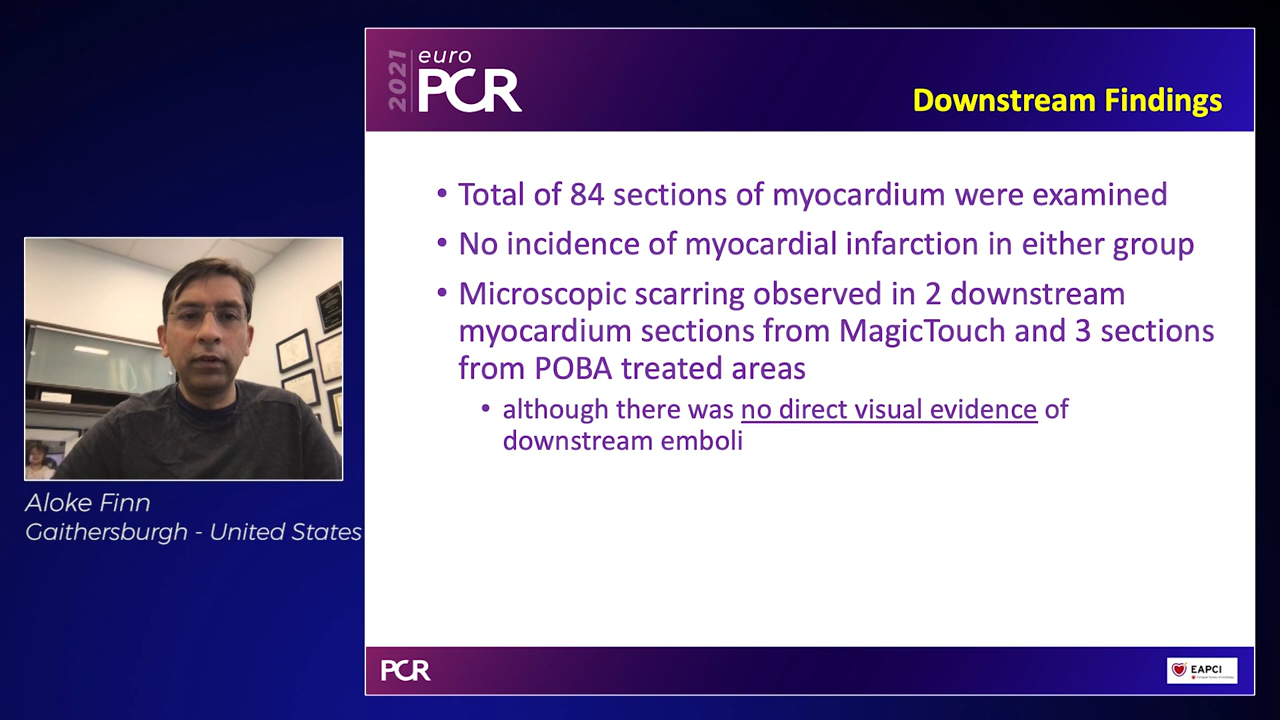 2021
euro
PCR
Downstream Findings
• Total of 84 sections of myocardium were examined
• No incidence of myocardial infarction in either group
• Microscopic scarring observed in 2 downstream
myocardium sections from MagicTouch and 3 sections
from POBA treated areas
• although there was no direct visual evidence of
downstream emboli
Aloke Finn
Gaithersburgh - United States
PCR
EAPCI